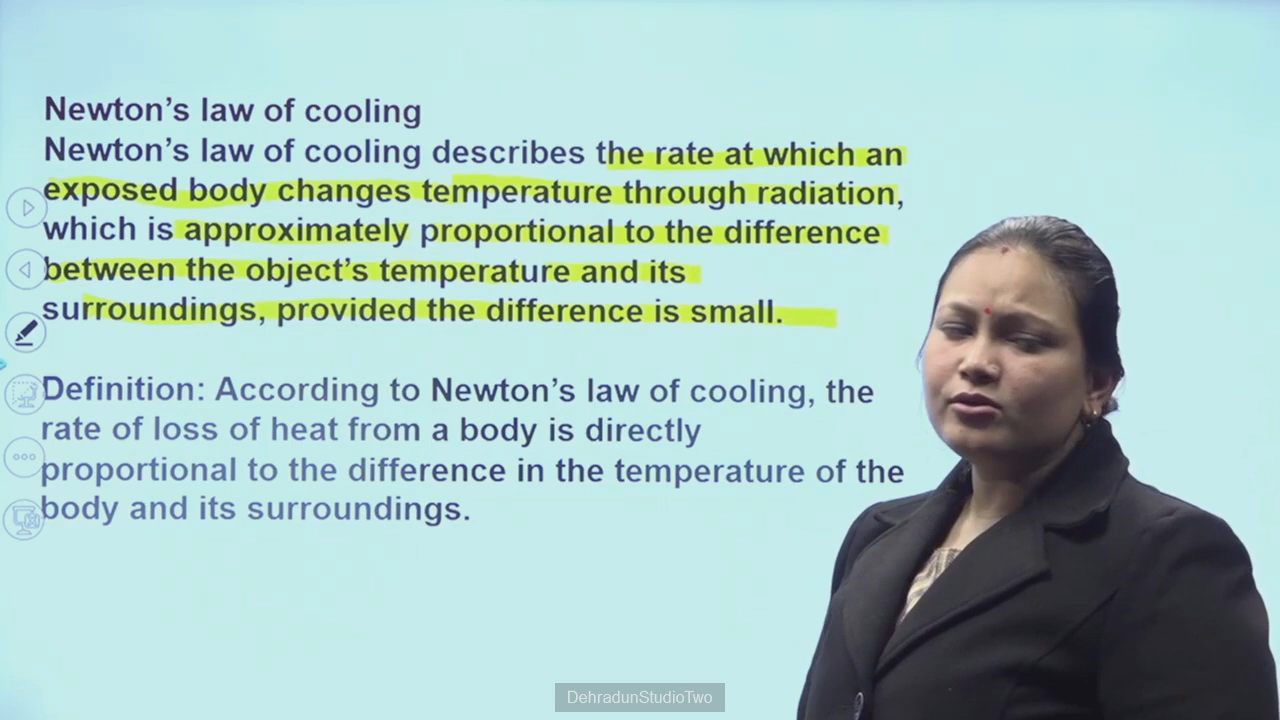 Newton’s law of cooling
Newton’s law of cooling describes the rate at which an
exposed body changes temperature through radiation,
which is approximately proportional to the difference
between the object’s temperature and its
surroundings, provided the difference is small.
Definition: According to Newton’s law of cooling, the
rate of loss of heat from a body is directly
proportional to the difference in the temperature of the
body and its surroundings.
DehradunStudioTwo